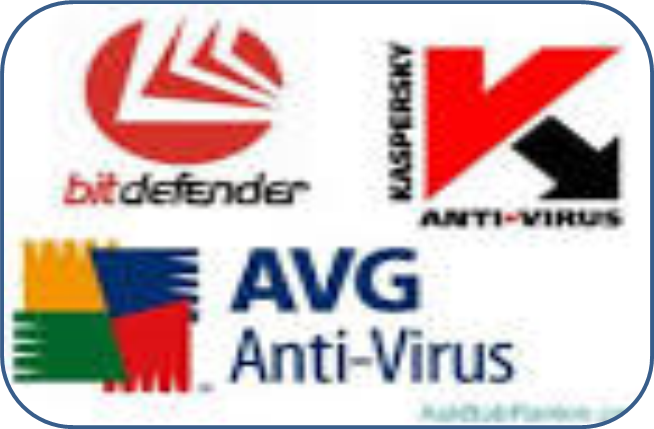 bitdefender
KASPERSKY
ANTI-VIRUS
AVG
Anti-Virus